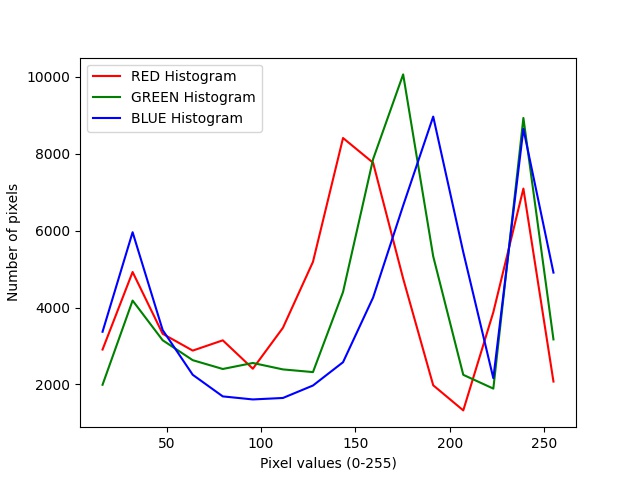 RED Histogram
GREEN Histogram
BLUE Histogram
10000
8000
6000
4000
2000
Number of pixels
50 100 150 200 250
Pixel values (0-255)